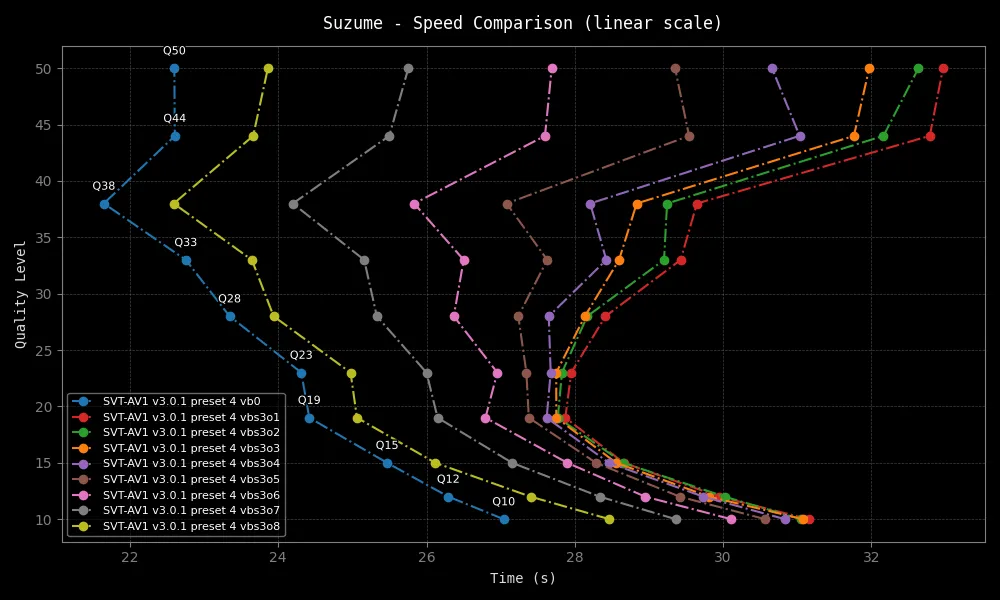 Suzume - Speed Comparison (linear scale)
Q50
50
45
Q44
40
Q38
35
Q33
Quality Level
30
Q28
25
Q23
20
Q19
15
Q15
Q12
10
Q10
SVT-AV1 v3.0.1 preset 4 vb0
SVT-AV1 v3.0.1 preset 4 vbs3o1
SVT-AV1 v3.0.1 preset 4 vbs3o2
SVT-AV1 v3.0.1 preset 4 vbs3o3
SVT-AV1 v3.0.1 preset 4 vbs3o4
SVT-AV1 v3.0.1 preset 4 vbs3o5
SVT-AV1 v3.0.1 preset 4 vbs3o6
SVT-AV1 v3.0.1 preset 4 vbs3o7
SVT-AV1 v3.0.1 preset 4 vbs3o8
22 24 26 28 30 32
Time (s)